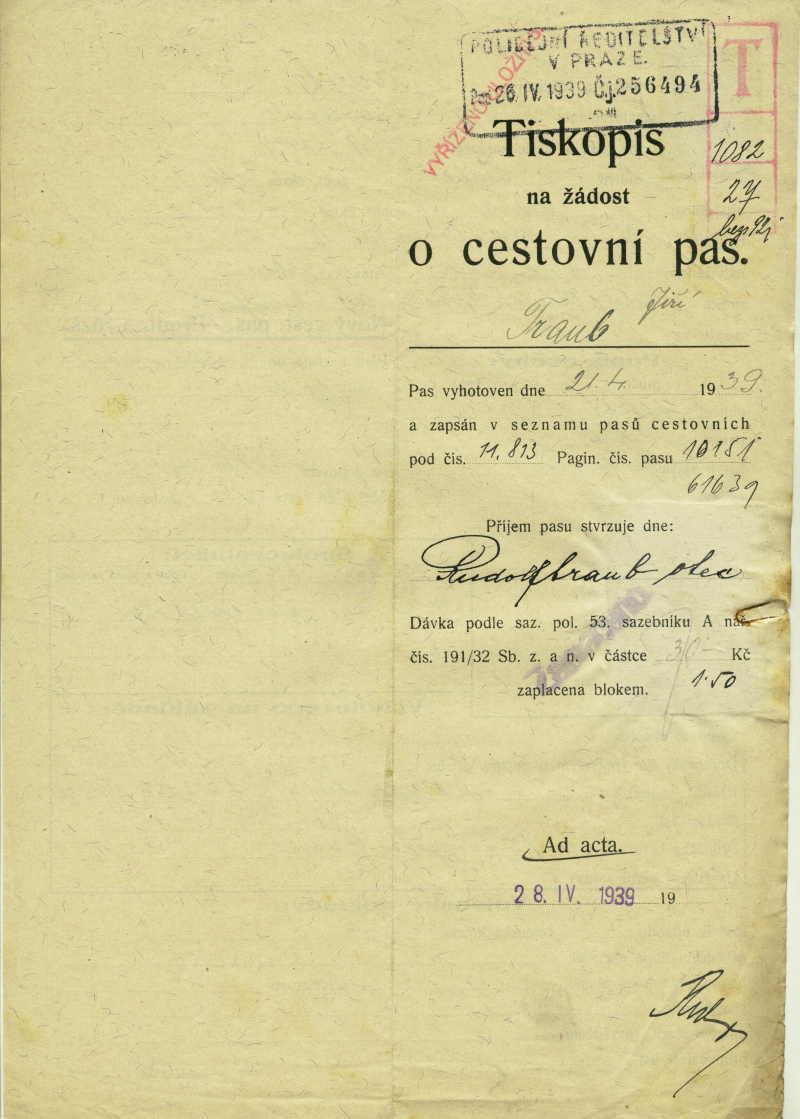 POLICEJNÍ ŘEDITELSTVÍ
V PRAZE.
26. IV. 1939 Č.j. 256494
T
VYŘÍZENO
Tiskopis
1082
na žádost
27
o cestovní pas.
Traub Jiří
Pas vyhotoven dne 21. 4. 1939.
a zapsán v seznamu pasů cestovních
pod čís. 11.813 Pagin. čís. pasu 10151
61639
Příjem pasu stvrzuje dne:
Rudolf Traub otec
Dávka podle saz. pol. 53. sazebníku A nař.
čís. 191/32 Sb. z. a n. v částce Kč
zaplacena blokem. 1·50
Ad acta.
28. IV. 1939 19